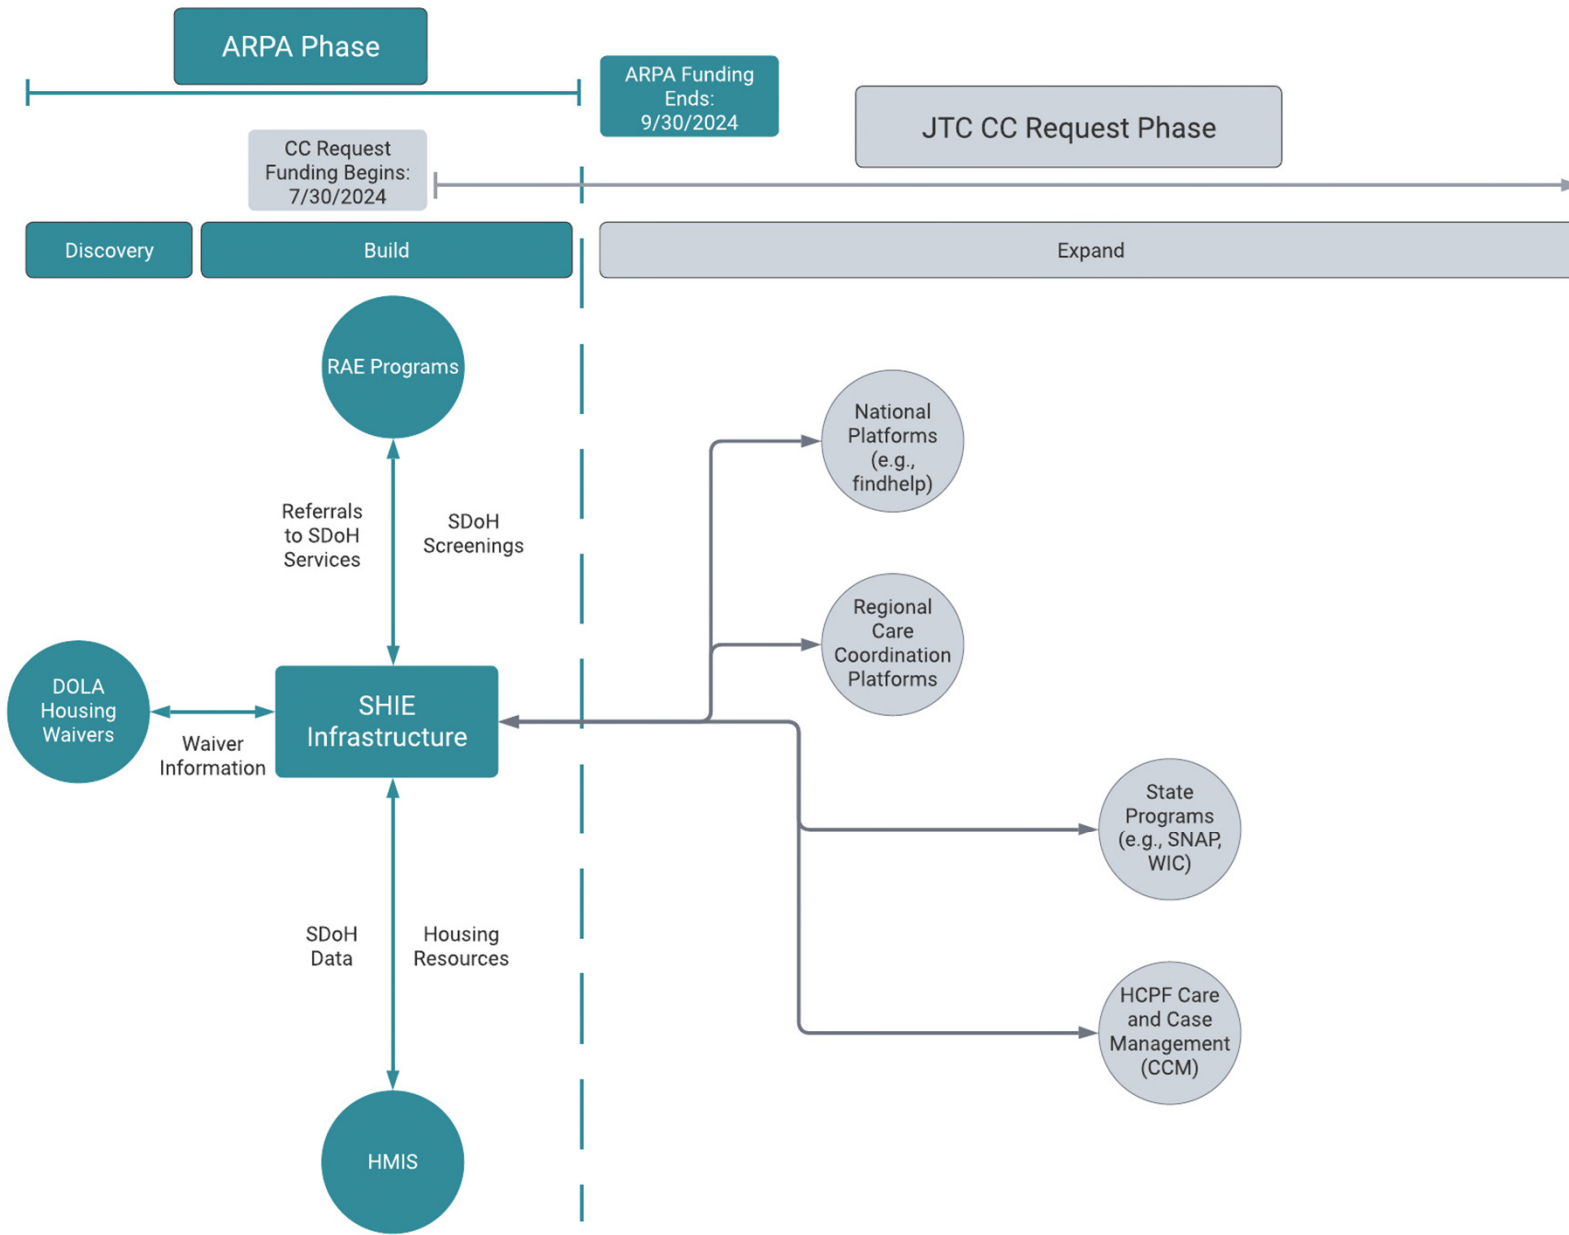 ARPA Phase
ARPA Funding
Ends:
9/30/2024
JTC CC Request Phase
CC Request
Funding Begins:
7/30/2024
Discovery
Build
Expand
RAE Programs
National
Platforms
(e.g.,
findhelp)
Referrals
to SDoH
Services
SDoH
Screenings
Regional
Care
Coordination
Platforms
DOLA
Housing
Waivers
Waiver
Information
SHIE
Infrastructure
State
Programs
(e.g., SNAP,
WIC)
SDoH
Data
Housing
Resources
HCPF Care
and Case
Management
(CCM)
HMIS